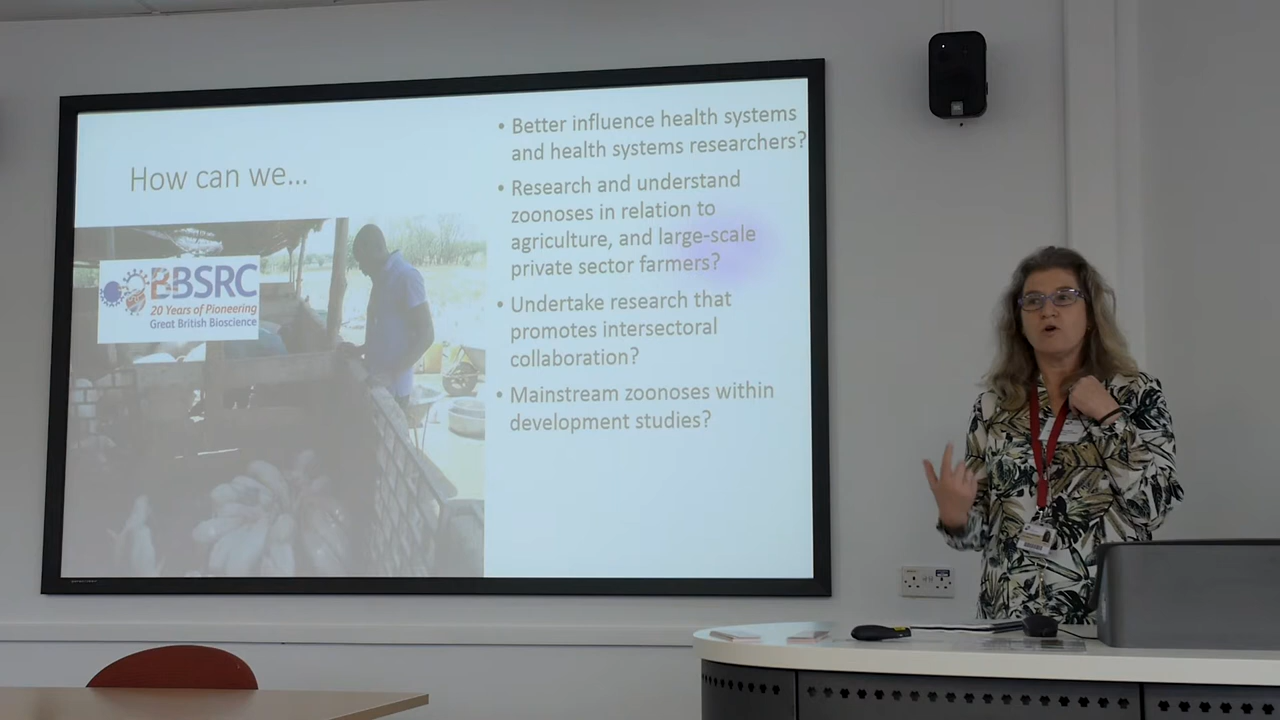 How can we...
BBSRC
20 Years of Pioneering
Great British Bioscience
• Better influence health systems
and health systems researchers?
• Research and understand
zoonoses in relation to
agriculture, and large-scale
private sector farmers?
• Undertake research that
promotes intersectoral
collaboration?
• Mainstream zoonoses within
development studies?